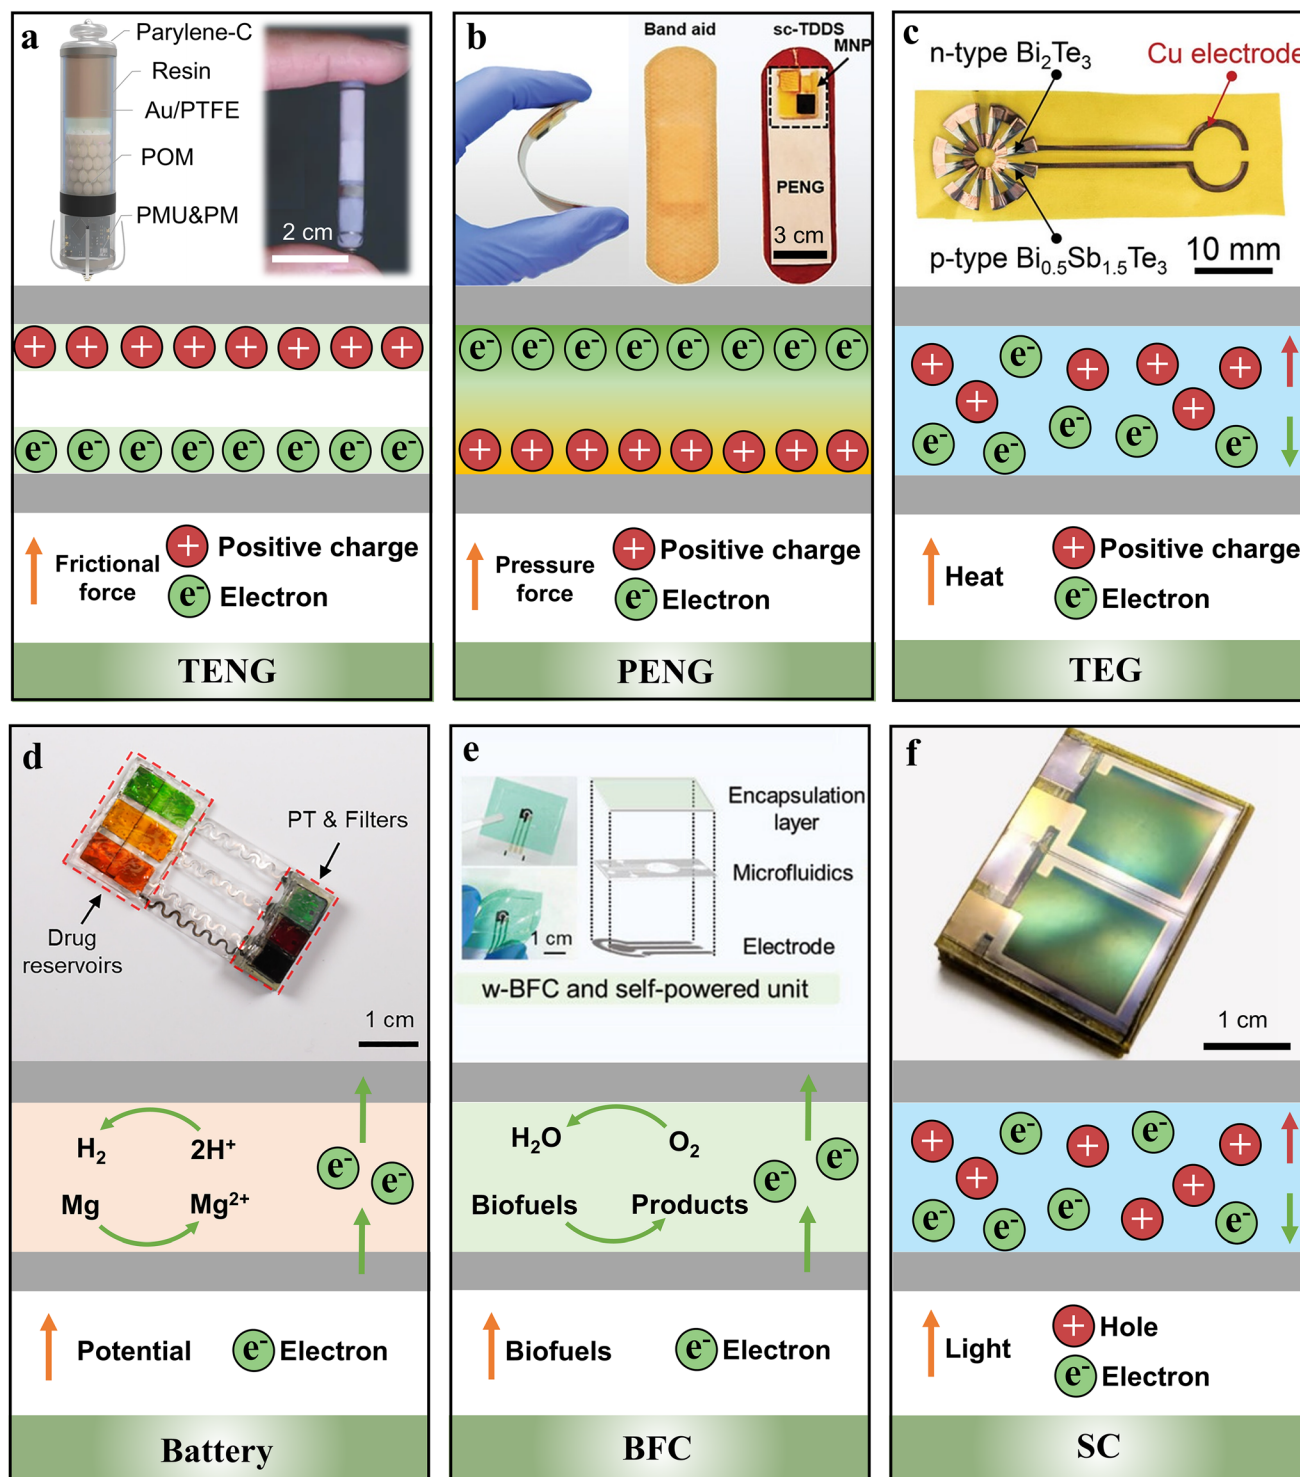 a
Parylene-C
Resin
Au/PTFE
POM
PMU&PM
2 cm
+ + + + + + + +
e- e- e- e- e- e- e- e-
Frictional
force
+ Positive charge
e- Electron
TENG
b
Band aid
sc-TDDS
MNP
PENG
3 cm
e- e- e- e- e- e- e- e-
+ + + + + + + +
Pressure
force
+ Positive charge
e- Electron
PENG
c
n-type Bi2Te3
Cu electrode
p-type Bi0.5Sb1.5Te3
10 mm
+ e- + + +
+ +
e- e- e- e- e-
Heat
+ Positive charge
e- Electron
TEG
d
PT & Filters
Drug
reservoirs
1 cm
H2 2H+
Mg Mg2+
e- e-
Potential
e- Electron
Battery
e
Encapsulation
layer
Microfluidics
Electrode
1 cm
w-BFC and self-powered unit
H2O O2
Biofuels Products
e- e-
Biofuels
e- Electron
BFC
f
1 cm
+ e- + e- +
+ +
e- e- e- + e-
Light
+ Hole
e- Electron
SC